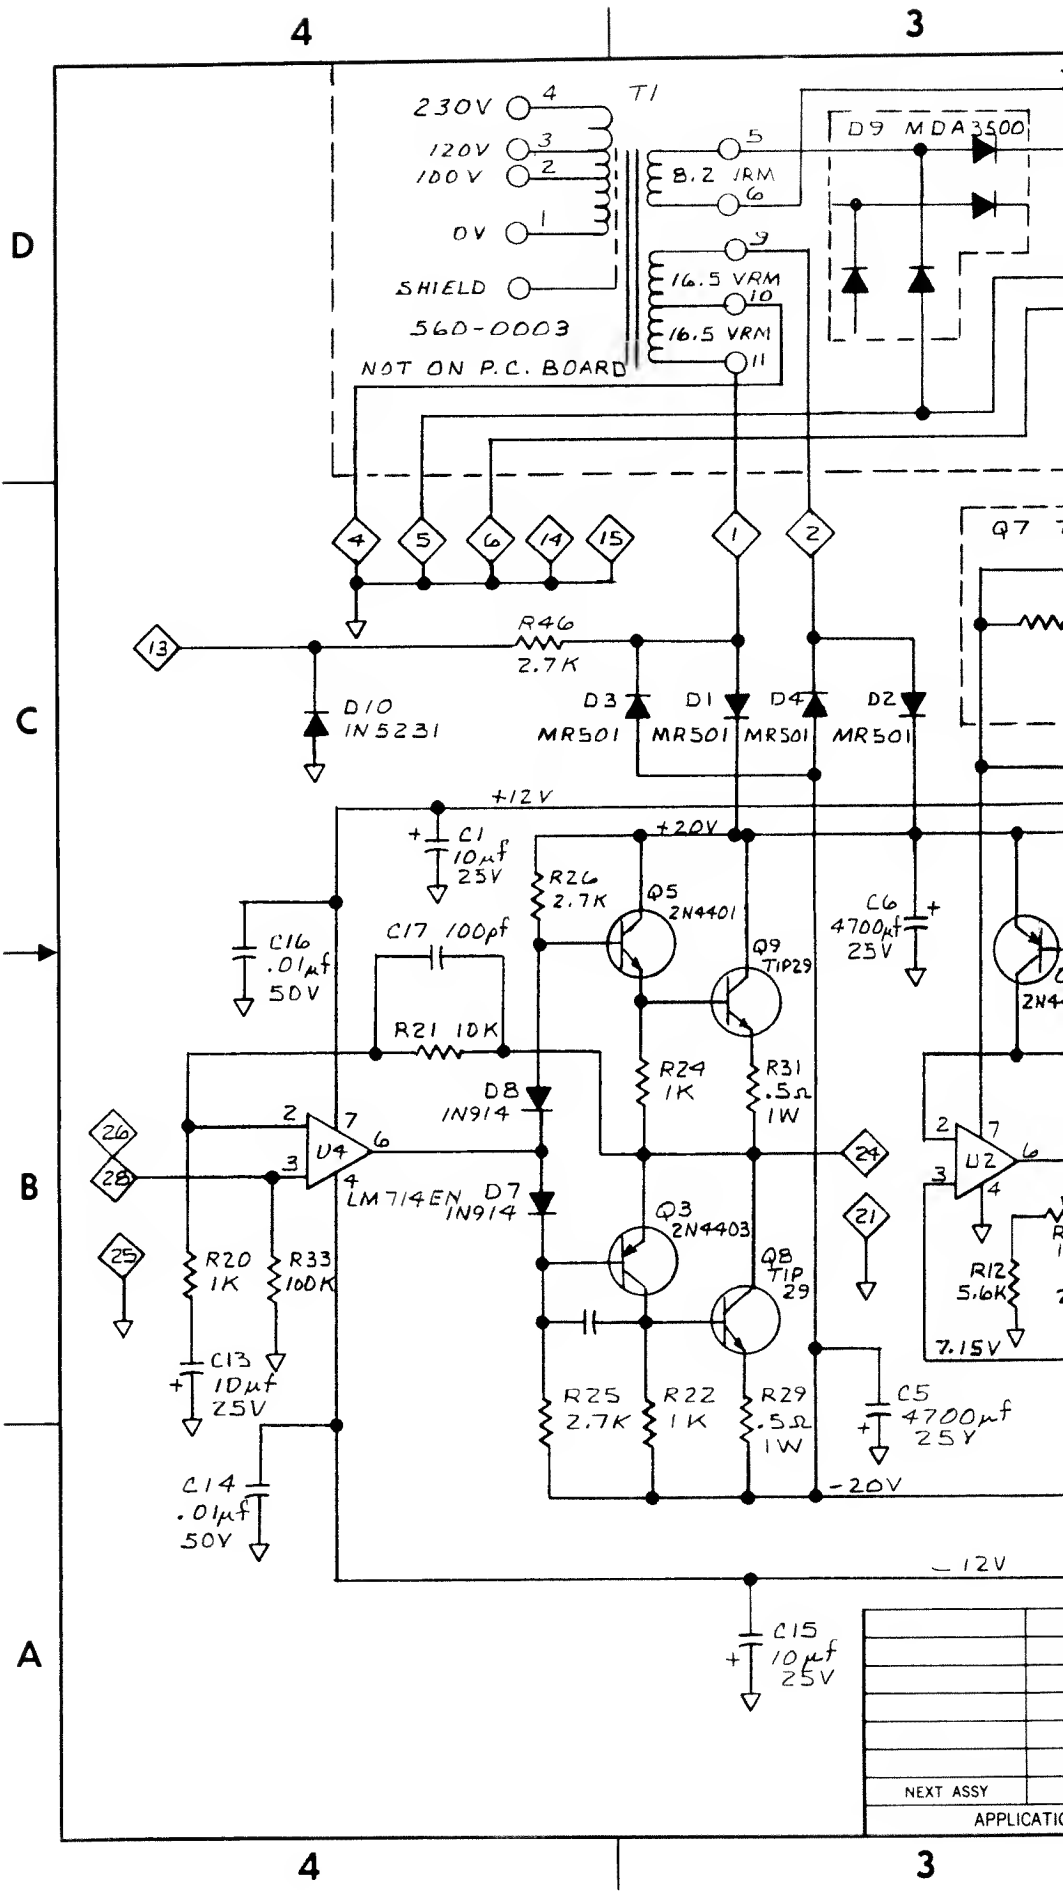 4
3
D
C
B
A
230V
4
120V
3
100V
2
0V
1
SHIELD
560-0003
NOT ON P.C. BOARD
T1
5
8.2 VRM
6
9
16.5 VRM
10
16.5 VRM
11
D9 MDA3500
4
5
6
14
15
1
2
Q7
13
R46
2.7K
D10
IN5231
D3
MR501
D1
MR501
D4
MR501
D2
MR501
+12V
+ C1
10µf
25V
+20V
R26
2.7K
Q5
2N4401
C6
4700µf
25V
+
C16
.01µf
50V
C17 100pf
Q9
TIP29
2N4
R21 10K
R24
1K
R31
.5Ω
1W
D8
1N914
26
28
2
3
7
U4
6
4
LM714EN
D7
1N914
24
21
2
3
7
U2
6
4
25
R20
1K
R33
100K
Q3
2N4403
Q8
TIP
29
R12
5.6K
7.15V
C13
10µf
25V
+
R25
2.7K
R22
1K
R29
.5Ω
1W
C5
4700µf
25V
+
C14
.01µf
50V
-20V
-12V
C15
10µf
25V
+
NEXT ASSY
APPLICATIO
4
3